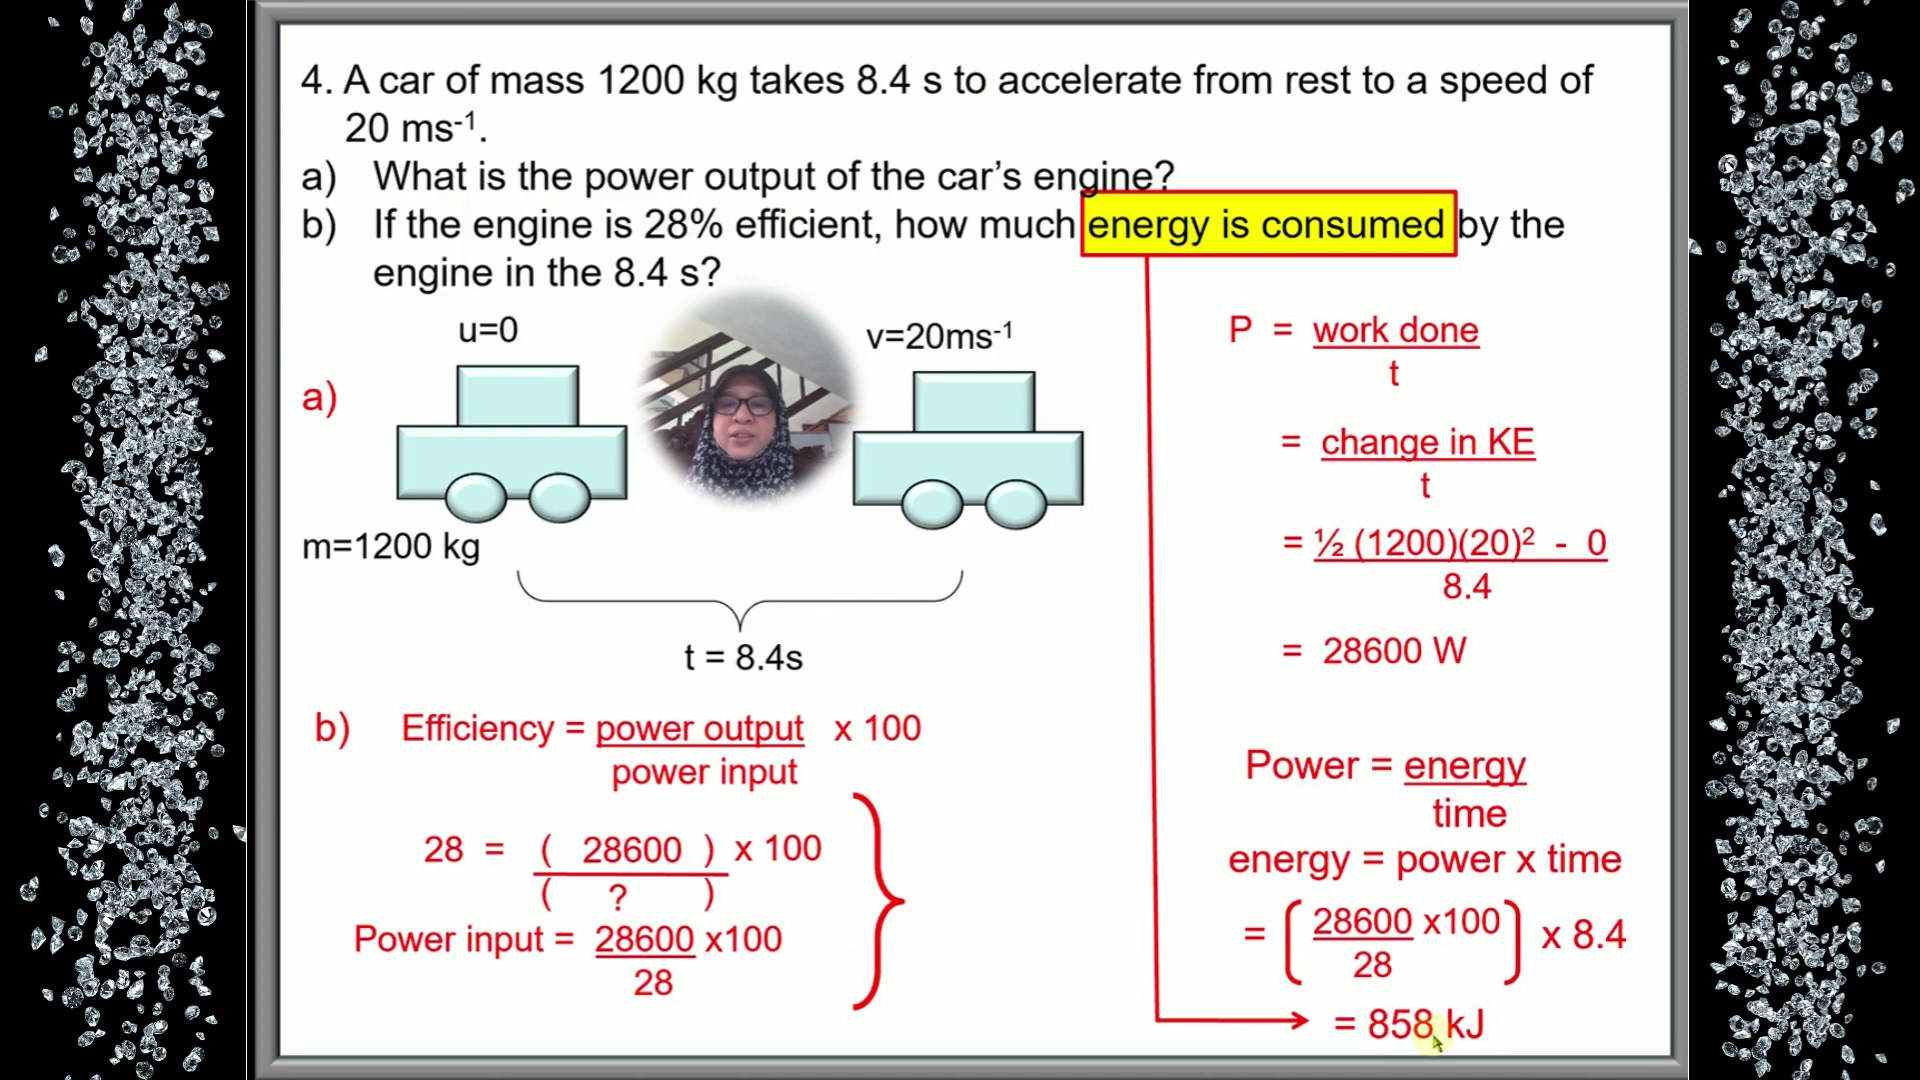 4. A car of mass 1200 kg takes 8.4 s to accelerate from rest to a speed of
20 ms⁻¹.
a) What is the power output of the car’s engine?
b) If the engine is 28% efficient, how much energy is consumed by the
engine in the 8.4 s?
u=0
v=20ms⁻¹
a)
m=1200 kg
t = 8.4s
P = work done
t
= change in KE
t
= ½ (1200)(20)² - 0
8.4
= 28600 W
b) Efficiency = power output x 100
power input
28 = ( 28600 ) x 100
( ? )
Power input = 28600 x100
28
Power = energy
time
energy = power x time
= ( 28600 x100 ) x 8.4
28
= 858 kJ